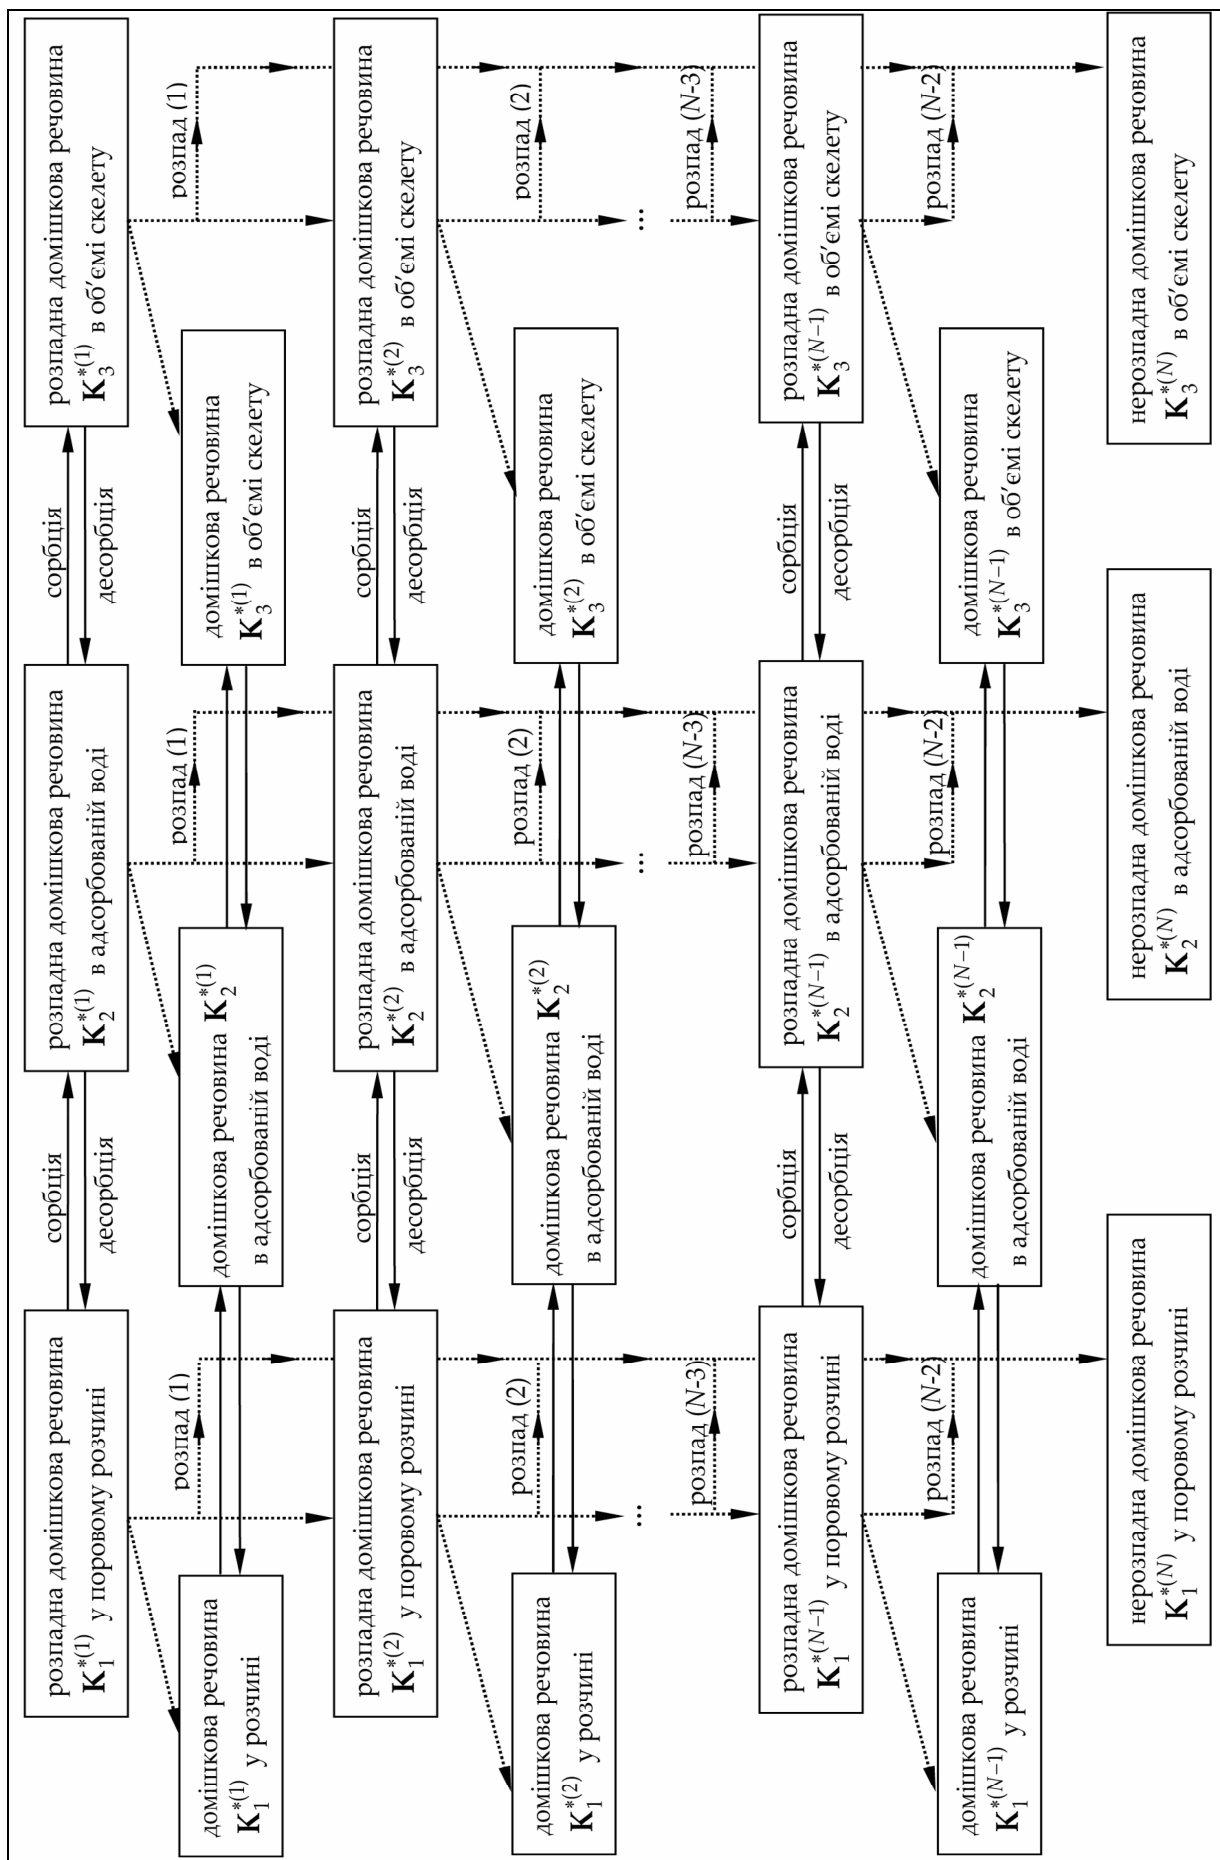 розпадна домішкова речовина
K₁*⁽¹⁾ у поровому розчині
сорбція
десорбція
розпадна домішкова речовина
K₂*⁽¹⁾ в адсорбованій воді
сорбція
десорбція
розпадна домішкова речовина
K₃*⁽¹⁾ в об′ємі скелету
розпад (1)
розпад (1)
розпад (1)
домішкова речовина
K₁*⁽¹⁾ у розчині
домішкова речовина K₂*⁽¹⁾
в адсорбованій воді
домішкова речовина
K₃*⁽¹⁾ в об′ємі скелету
розпадна домішкова речовина
K₁*⁽²⁾ у поровому розчині
сорбція
десорбція
розпадна домішкова речовина
K₂*⁽²⁾ в адсорбованій воді
сорбція
десорбція
розпадна домішкова речовина
K₃*⁽²⁾ в об′ємі скелету
розпад (2)
розпад (2)
розпад (2)
домішкова речовина
K₁*⁽²⁾ у розчині
домішкова речовина K₂*⁽²⁾
в адсорбованій воді
домішкова речовина
K₃*⁽²⁾ в об′ємі скелету
...
...
...
розпад (N-3)
розпад (N-3)
розпад (N-3)
розпадна домішкова речовина
K₁*⁽ᴺ⁻¹⁾ у поровому розчині
сорбція
десорбція
розпадна домішкова речовина
K₂*⁽ᴺ⁻¹⁾ в адсорбованій воді
сорбція
десорбція
розпадна домішкова речовина
K₃*⁽ᴺ⁻¹⁾ в об′ємі скелету
розпад (N-2)
розпад (N-2)
розпад (N-2)
домішкова речовина
K₁*⁽ᴺ⁻¹⁾ у розчині
домішкова речовина K₂*⁽ᴺ⁻¹⁾
в адсорбованій воді
домішкова речовина
K₃*⁽ᴺ⁻¹⁾ в об′ємі скелету
нерозпадна домішкова речовина
K₁*⁽ᴺ⁾ у поровому розчині
нерозпадна домішкова речовина
K₂*⁽ᴺ⁾ в адсорбованій воді
нерозпадна домішкова речовина
K₃*⁽ᴺ⁾ в об′ємі скелету